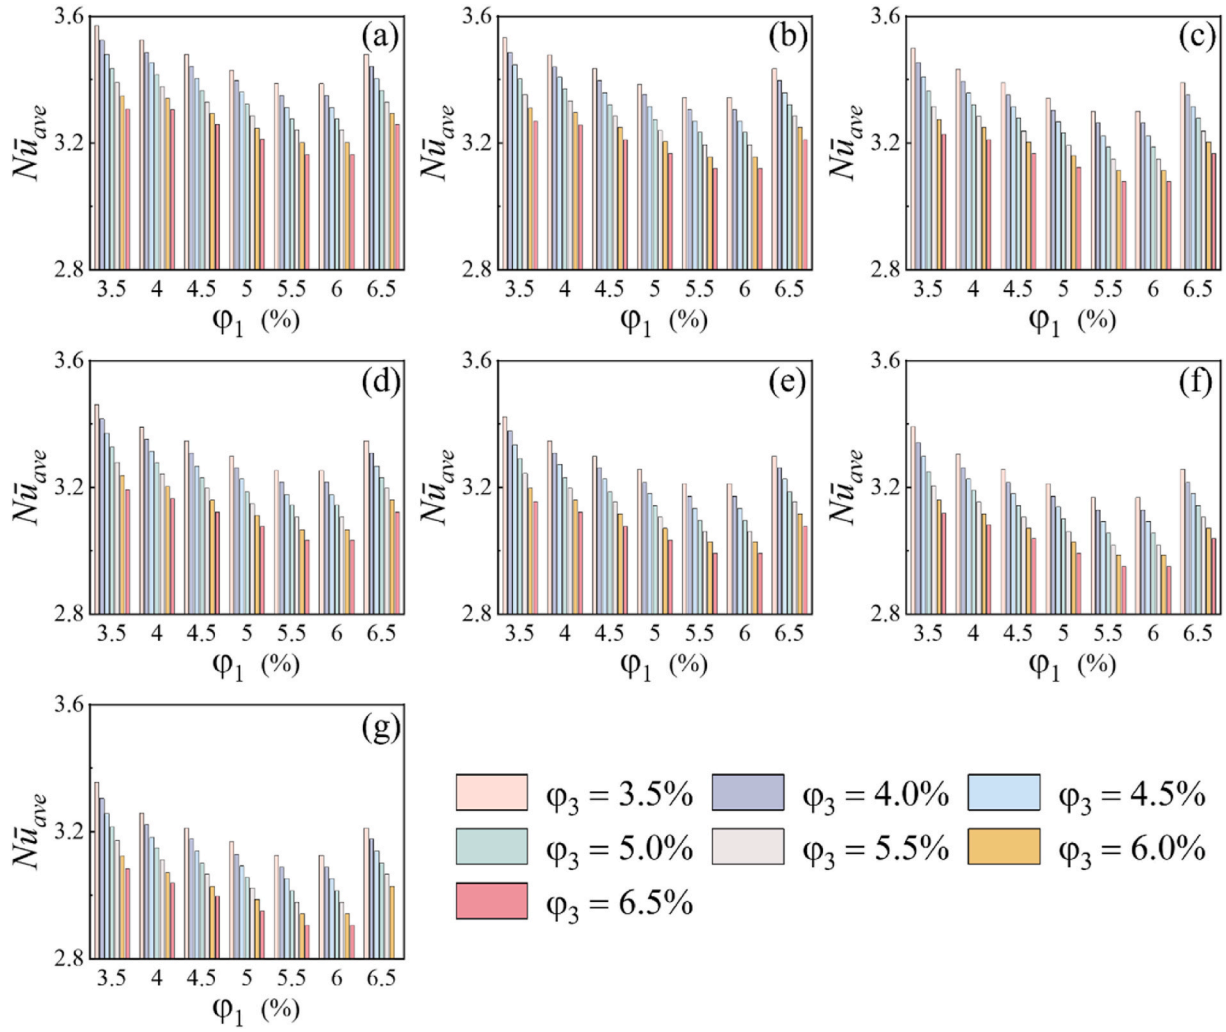 3.6 (a) 3.6 (b) 3.6 (c)
Nū_ave 3.2 Nū_ave 3.2 Nū_ave 3.2
2.8 2.8 2.8
3.5 4 4.5 5 5.5 6 6.5 3.5 4 4.5 5 5.5 6 6.5 3.5 4 4.5 5 5.5 6 6.5
φ₁ (%) φ₁ (%) φ₁ (%)
3.6 (d) 3.6 (e) 3.6 (f)
Nū_ave 3.2 Nū_ave 3.2 Nū_ave 3.2
2.8 2.8 2.8
3.5 4 4.5 5 5.5 6 6.5 3.5 4 4.5 5 5.5 6 6.5 3.5 4 4.5 5 5.5 6 6.5
φ₁ (%) φ₁ (%) φ₁ (%)
3.6 (g)
Nū_ave 3.2
2.8
3.5 4 4.5 5 5.5 6 6.5
φ₁ (%)
φ₃ = 3.5% φ₃ = 4.0% φ₃ = 4.5%
φ₃ = 5.0% φ₃ = 5.5% φ₃ = 6.0%
φ₃ = 6.5%